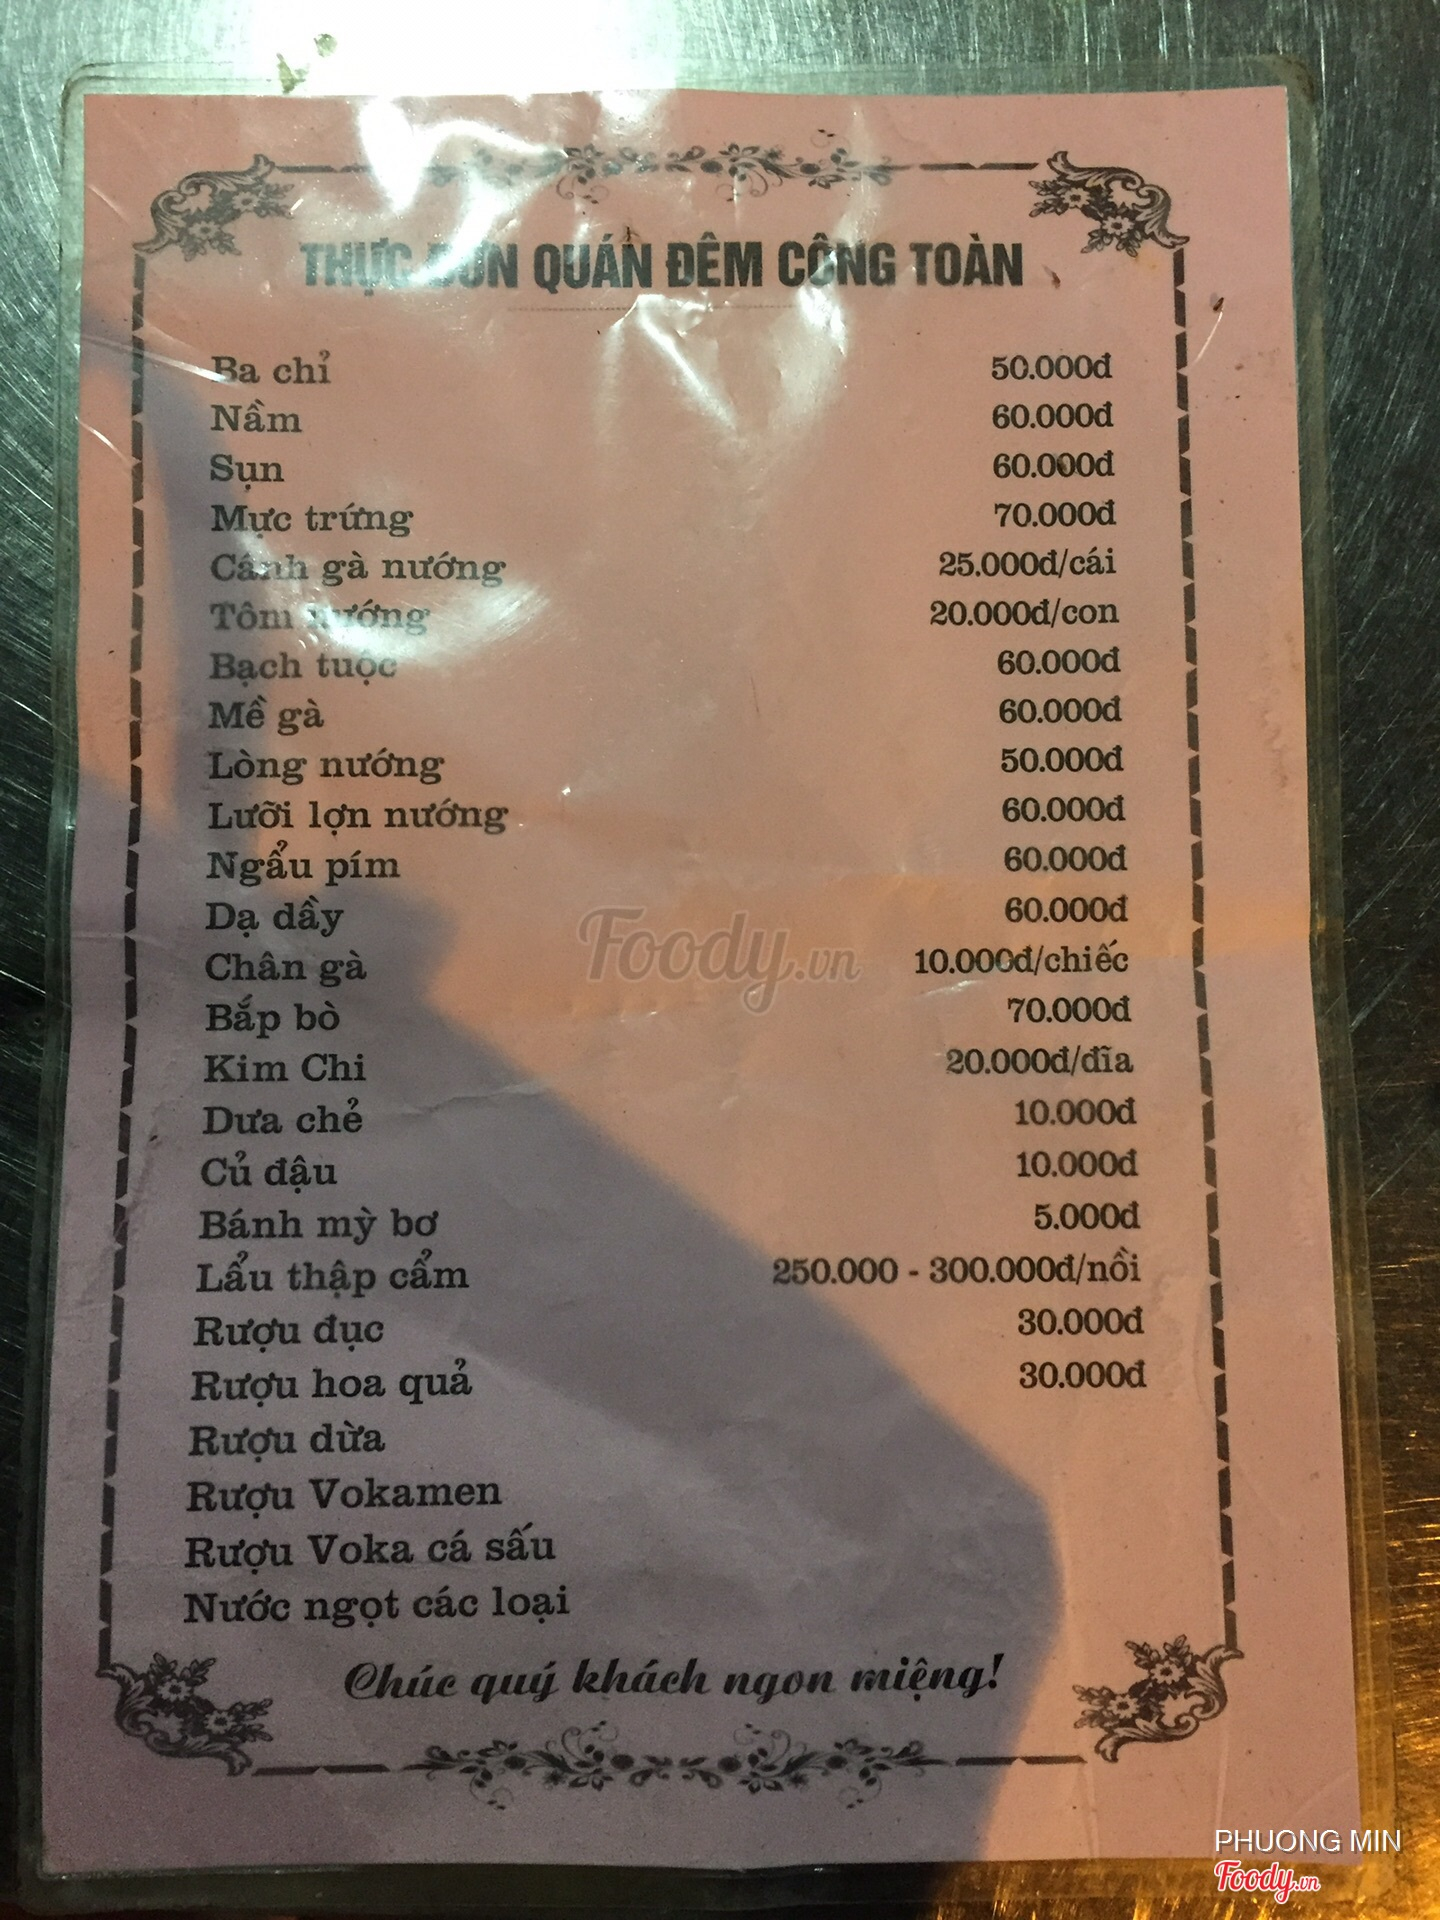 THỰC ĐƠN QUÁN ĐÊM CÔNG TOÀN
Ba chỉ 50.000đ
Nầm 60.000đ
Sụn 60.000đ
Mực trứng 70.000đ
Cánh gà nướng 25.000đ/cái
Tôm nướng 20.000đ/con
Bạch tuộc 60.000đ
Mề gà 60.000đ
Lòng nướng 50.000đ
Lưỡi lợn nướng 60.000đ
Ngẩu pím 60.000đ
Dạ dầy 60.000đ
Chân gà 10.000đ/chiếc
Bắp bò 70.000đ
Kim Chi 20.000đ/đĩa
Dưa chẻ 10.000đ
Củ đậu 10.000đ
Bánh mỳ bơ 5.000đ
Lẩu thập cẩm 250.000 - 300.000đ/nồi
Rượu đục 30.000đ
Rượu hoa quả 30.000đ
Rượu dừa
Rượu Vokamen
Rượu Voka cá sấu
Nước ngọt các loại
Chúc quý khách ngon miệng!
Foody.vn
PHUONG MIN
Foody.vn